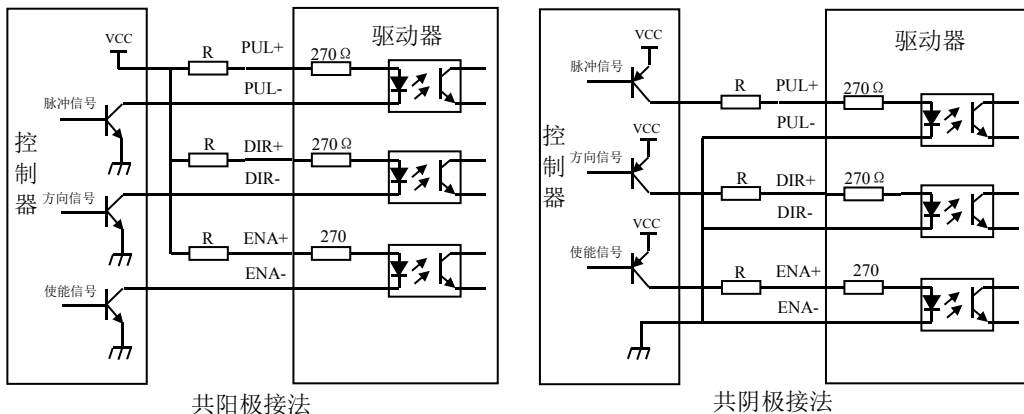 VCC
R
PUL+
270Ω
驱动器
PUL-
脉冲信号
控制器
R
DIR+
270Ω
DIR-
方向信号
R
ENA+
270
ENA-
使能信号
共阳极接法
VCC
驱动器
脉冲信号
R
PUL+
270Ω
PUL-
VCC
控制器
方向信号
R
DIR+
270Ω
DIR-
VCC
使能信号
R
ENA+
270
ENA-
共阴极接法